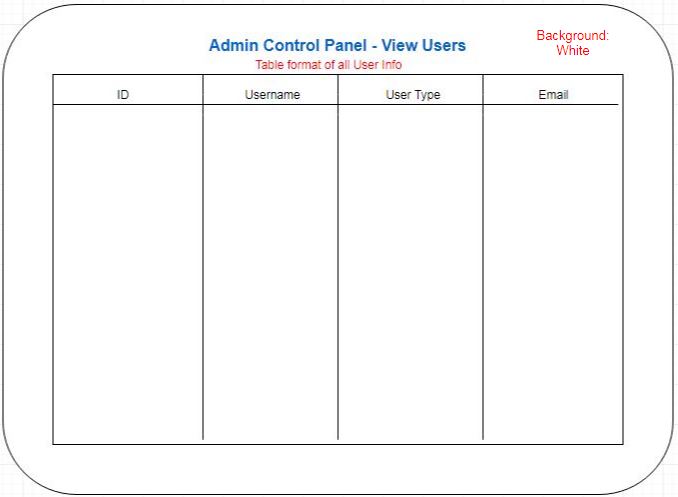 Admin Control Panel - View Users
Background:
White
Table format of all User Info
ID Username User Type Email